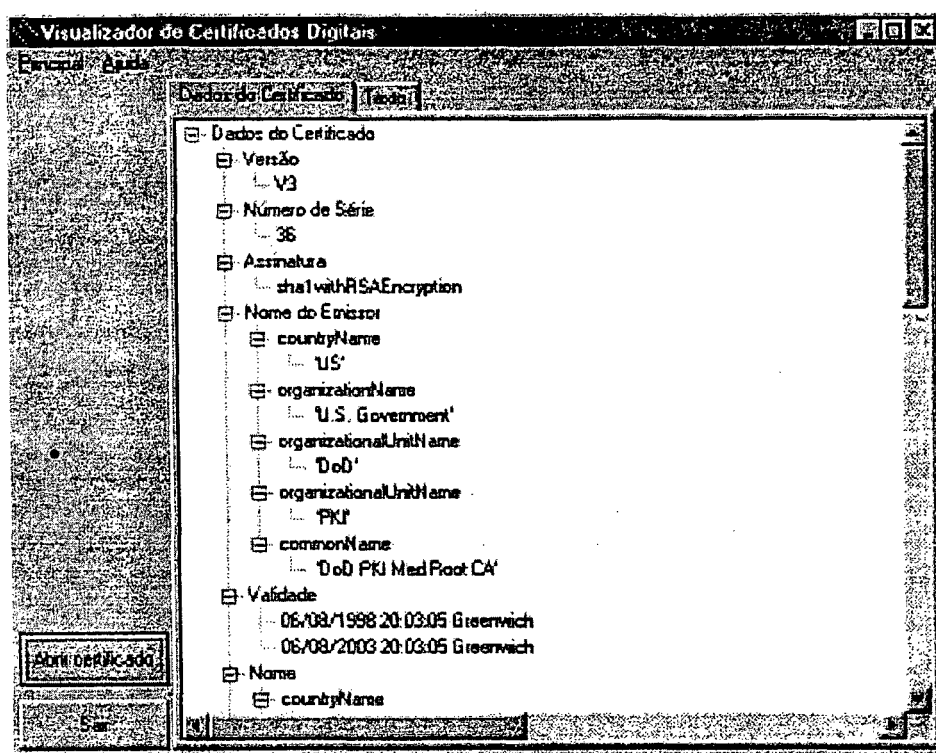 Visualizador de Certificados Digitais
Principal Ajuda
Dados do Certificado
Dados do Certificado
Versão
V3
Número de Série
36
Assinatura
sha1withRSAEncryption
Nome do Emissor
countryName
'US'
organizationName
'U.S. Government'
organizationalUnitName
'DoD'
organizationalUnitName
'PKI'
commonName
'DoD PKI Med Root CA'
Validade
06/08/1998 20:03:05 Greenwich
06/08/2003 20:03:05 Greenwich
Nome
countryName
Abrir certificado
Sair